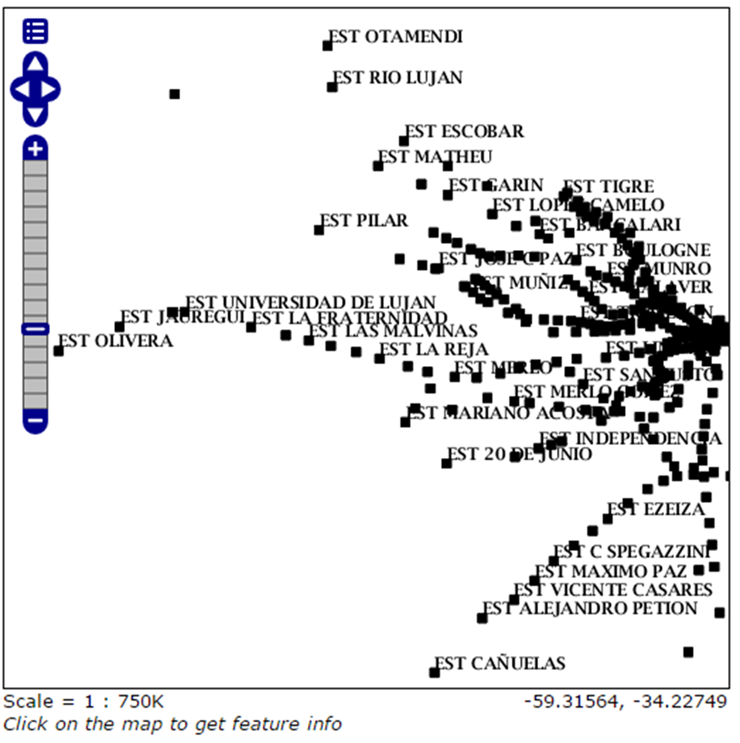 EST OTAMENDI
EST RIO LUJAN
EST ESCOBAR
EST MATHEU
EST GARIN
EST TIGRE
CAMELO
EST PILAR
EST JOSE C PAZ
MUNRO
EST MUÑIZ
EST UNIVERSIDAD DE LUJAN
EST JAUREGUI
EST LA FRATERNIDAD
EST LAS MALVINAS
EST OLIVERA
EST LA REJA
EST MERLO
EST MERLO GOMEZ
EST MARIANO ACOSTA
EST INDEPENDENCIA
EST 20 DE JUNIO
EST EZEIZA
EST C SPEGAZZINI
EST MAXIMO PAZ
EST VICENTE CASARES
EST ALEJANDRO PETION
EST CAÑUELAS
Scale = 1 : 750K
-59.31564, -34.22749
Click on the map to get feature info